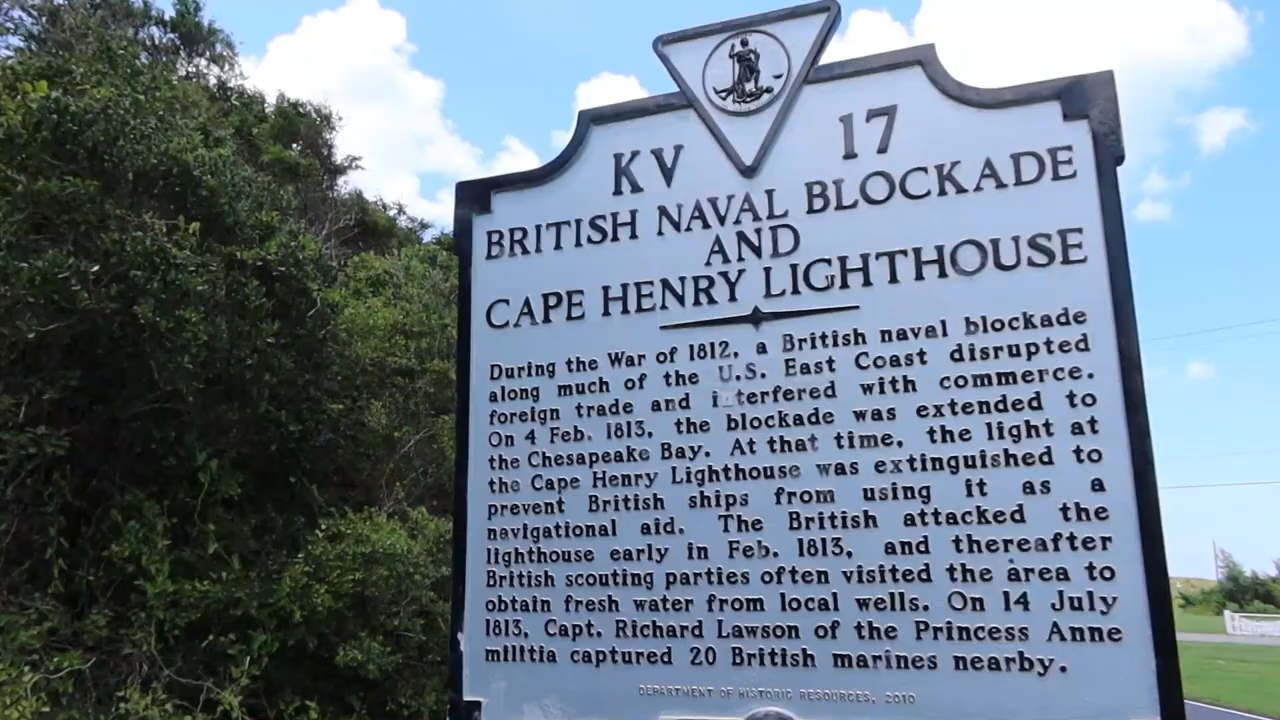 KV 17
BRITISH NAVAL BLOCKADE
AND
CAPE HENRY LIGHTHOUSE
During the War of 1812, a British naval blockade
along much of the U.S. East Coast disrupted
foreign trade and interfered with commerce.
On 4 Feb. 1813, the blockade was extended to
the Chesapeake Bay. At that time, the light at
the Cape Henry Lighthouse was extinguished to
prevent British ships from using it as a
navigational aid. The British attacked the
lighthouse early in Feb. 1813, and thereafter
British scouting parties often visited the area to
obtain fresh water from local wells. On 14 July
1813, Capt. Richard Lawson of the Princess Anne
militia captured 20 British marines nearby.
DEPARTMENT OF HISTORIC RESOURCES, 2010